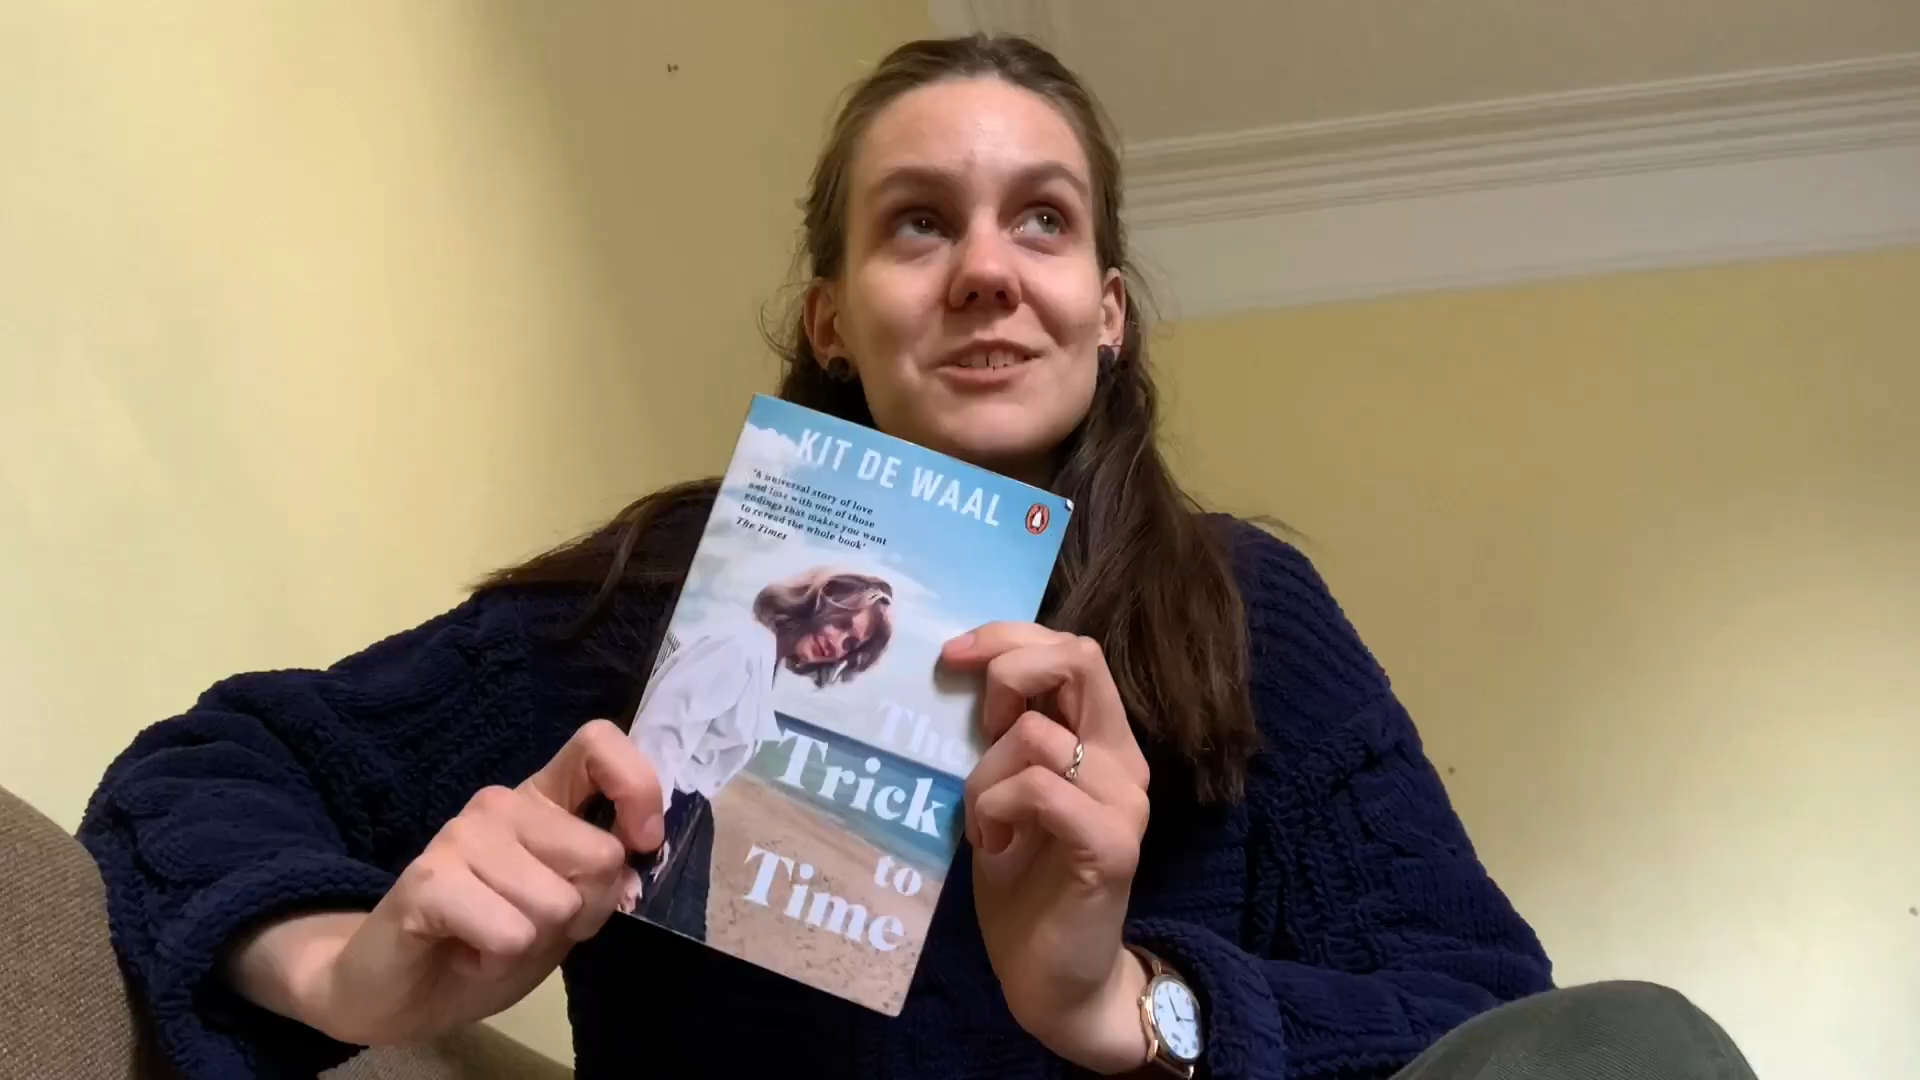 KIT DE WAAL
'A universal story of love
and loss with one of those
endings that makes you want
to reread the whole book'
The Times
The
Trick
to
Time